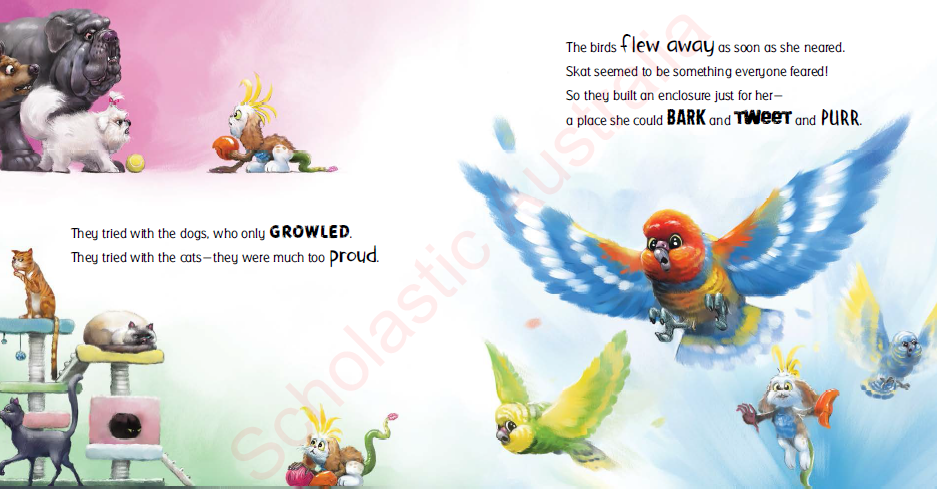 They tried with the dogs, who only GROWLED.
They tried with the cats—they were much too proud.
The birds flew away as soon as she neared.
Skat seemed to be something everyone feared!
So they built an enclosure just for her—
a place she could BARK and TWEET and PURR.
Scholastic Australia